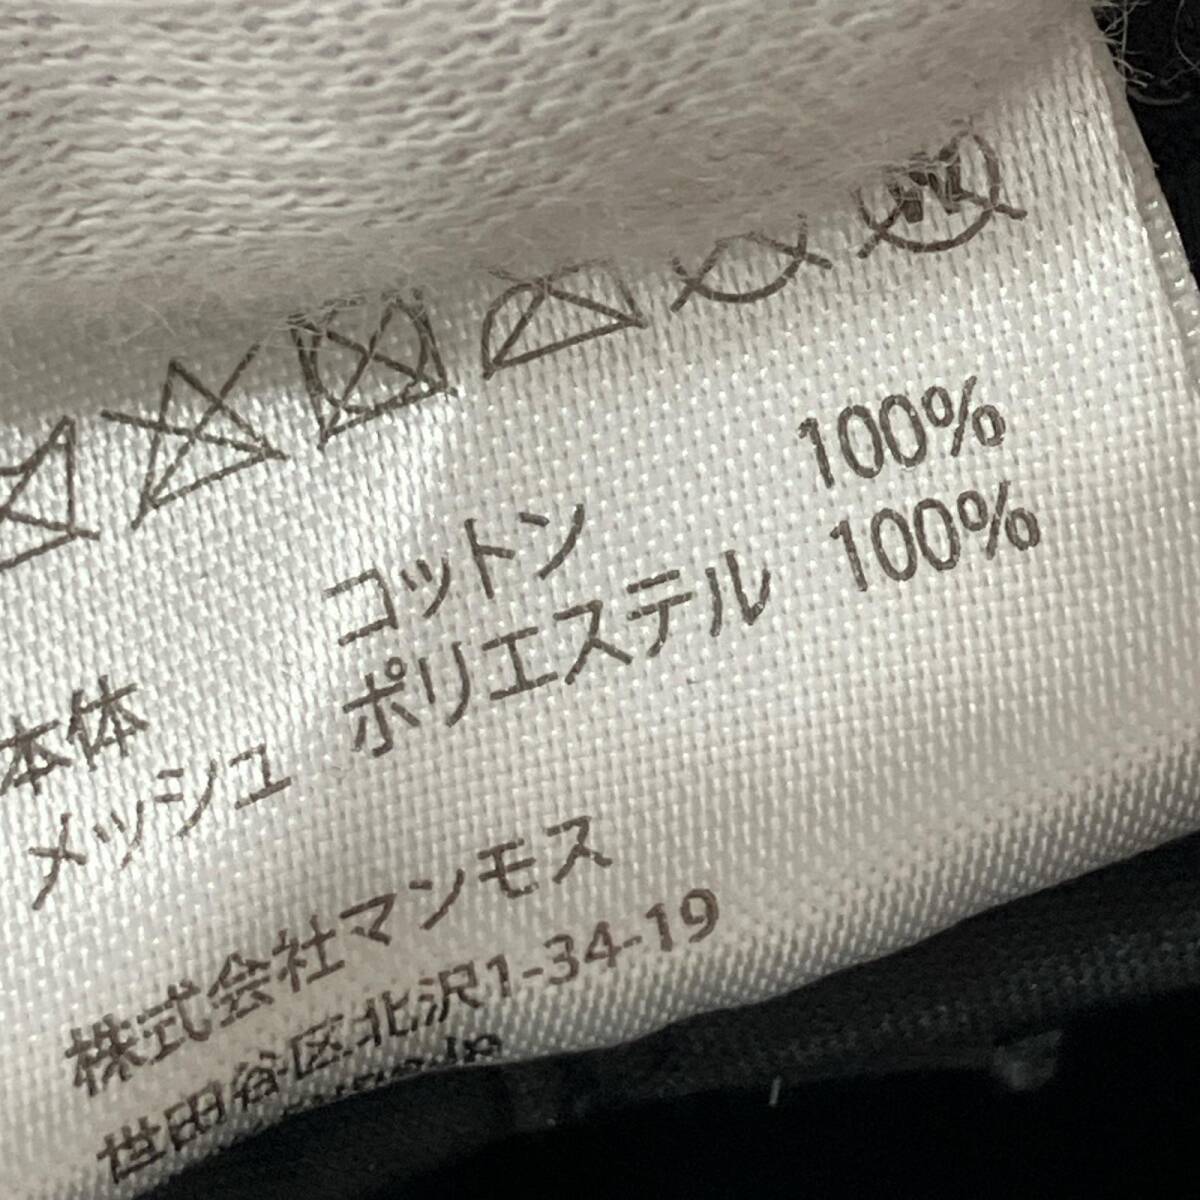 本体 コットン 100%
メッシュ ポリエステル 100%
株式会社マンモス
世田谷区北沢1-34-19